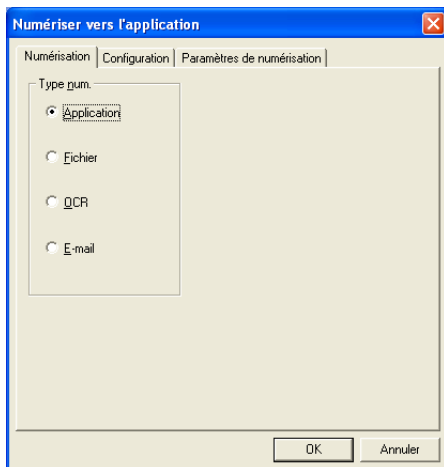 Numériser vers l'application
Numérisation Configuration Paramètres de numérisation
Type num.
Application
Fichier
OCR
E-mail
OK Annuler